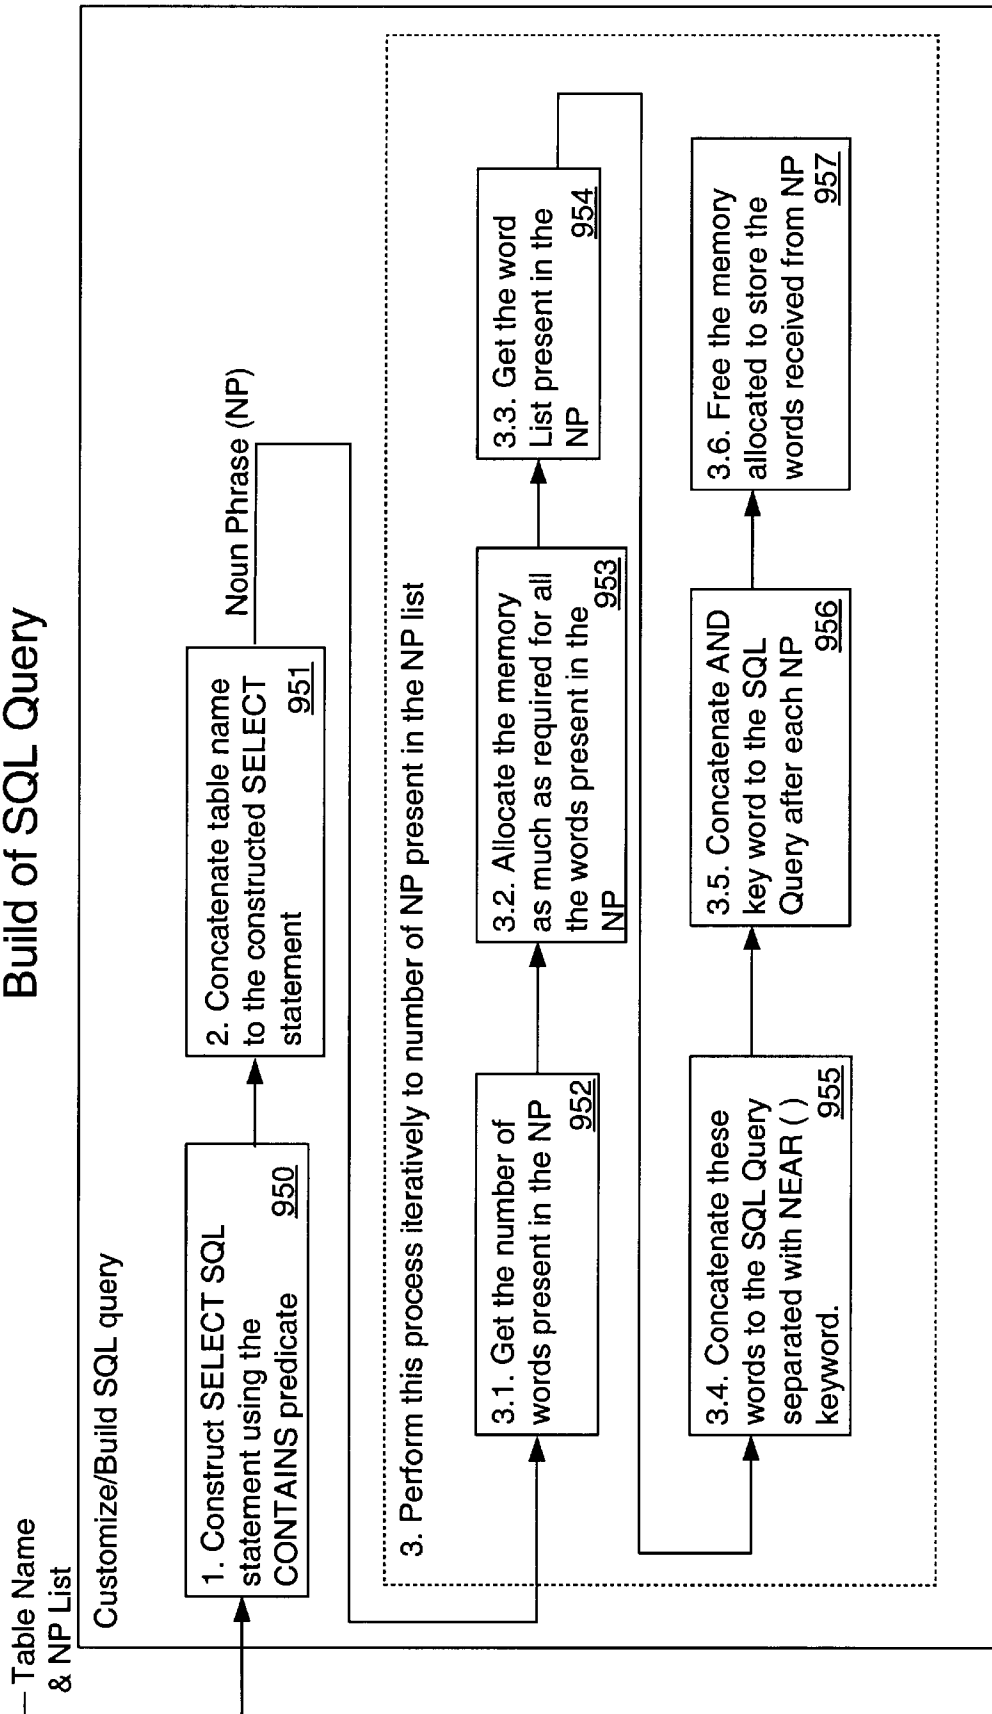 Build of SQL Query
Table Name
& NP List
Customize/Build SQL query
1. Construct SELECT SQL
statement using the
CONTAINS predicate
950
2. Concatenate table name
to the constructed SELECT
statement
951
Noun Phrase (NP)
3. Perform this process iteratively to number of NP present in the NP list
3.1. Get the number of
words present in the NP
952
3.2. Allocate the memory
as much as required for all
the words present in the
NP
953
3.3. Get the word
List present in the
NP
954
3.4. Concatenate these
words to the SQL Query
separated with NEAR ( )
keyword.
955
3.5. Concatenate AND
key word to the SQL
Query after each NP
956
3.6. Free the memory
allocated to store the
words received from NP
957